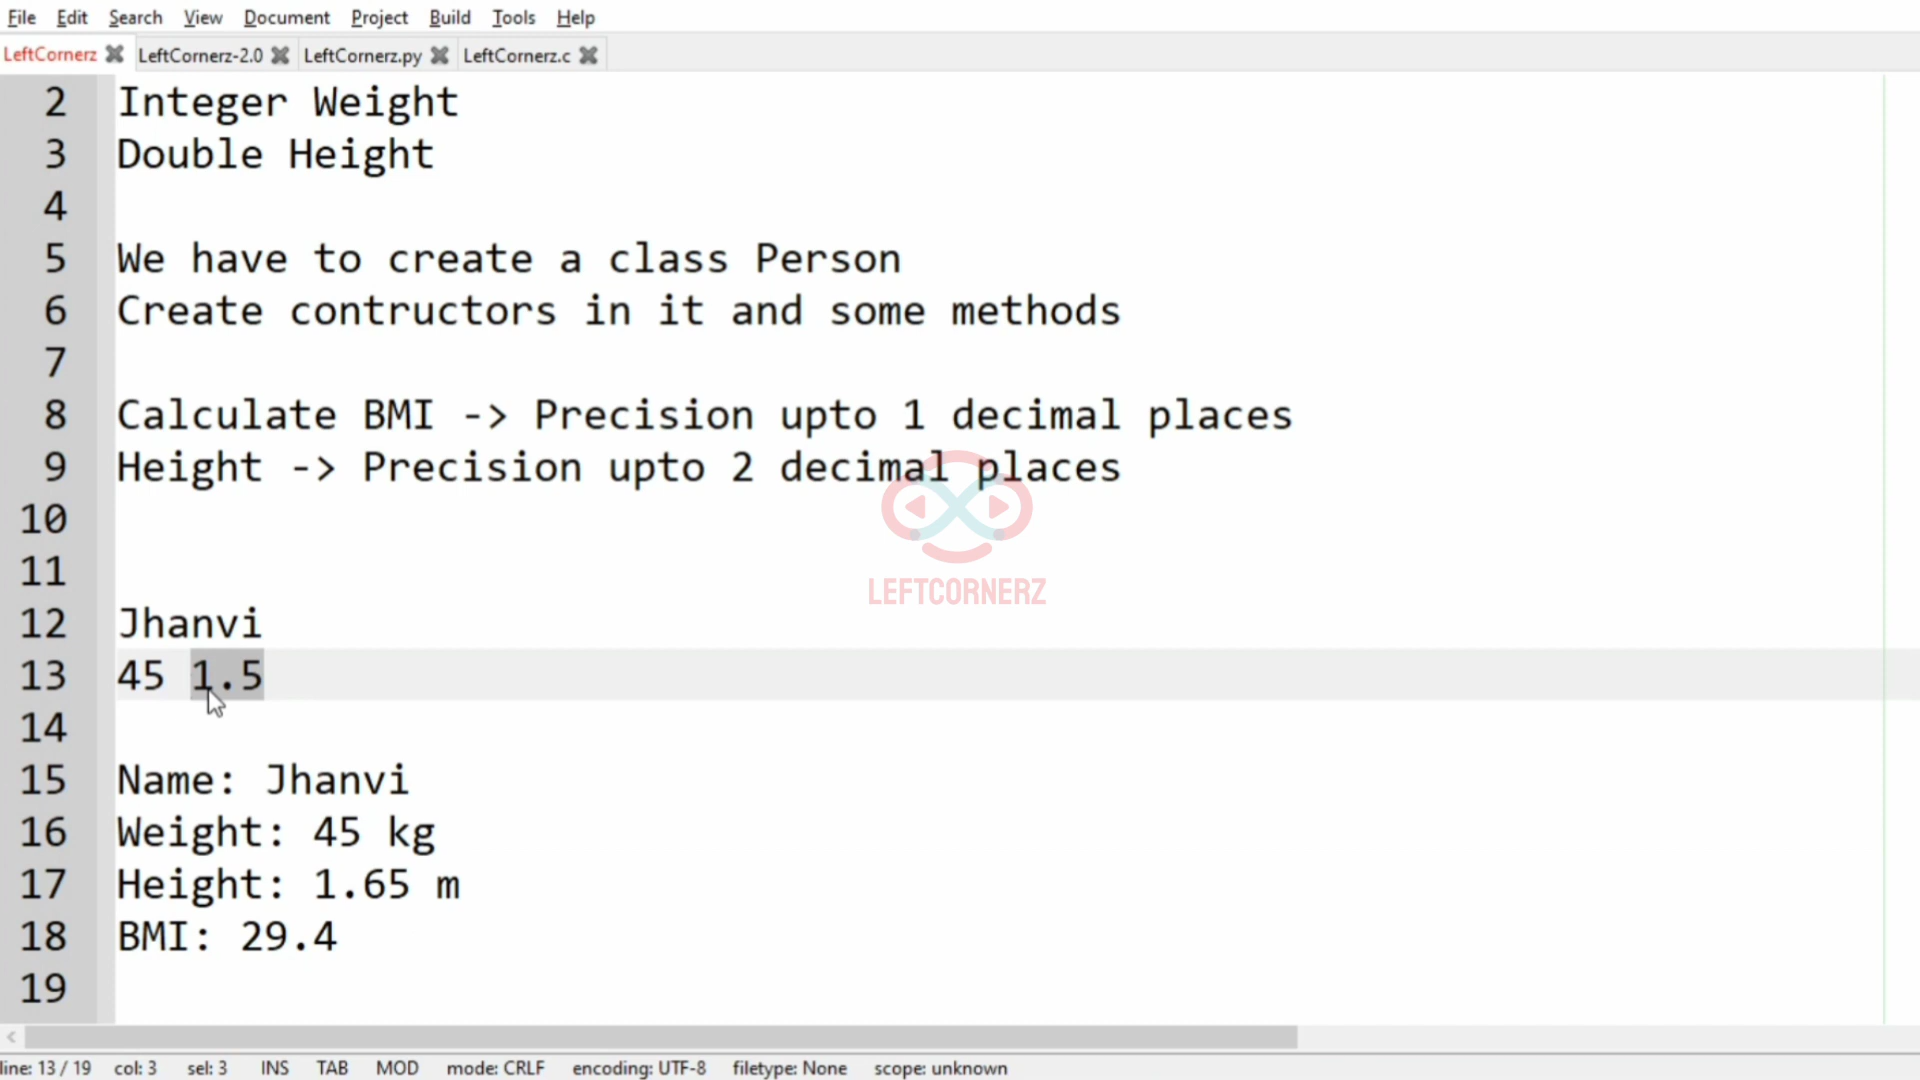 File Edit Search View Document Project Build Tools Help
LeftCornerz LeftCornerz-2.0 LeftCornerz.py LeftCornerz.c
2 Integer Weight
3 Double Height
4
5 We have to create a class Person
6 Create contructors in it and some methods
7
8 Calculate BMI -> Precision upto 1 decimal places
9 Height -> Precision upto 2 decimal places
10
11
LEFTCORNERZ
12 Jhanvi
13 45 1.5
14
15 Name: Jhanvi
16 Weight: 45 kg
17 Height: 1.65 m
18 BMI: 29.4
19
line: 13 / 19 col: 3 sel: 3 INS TAB MOD mode: CRLF encoding: UTF-8 filetype: None scope: unknown